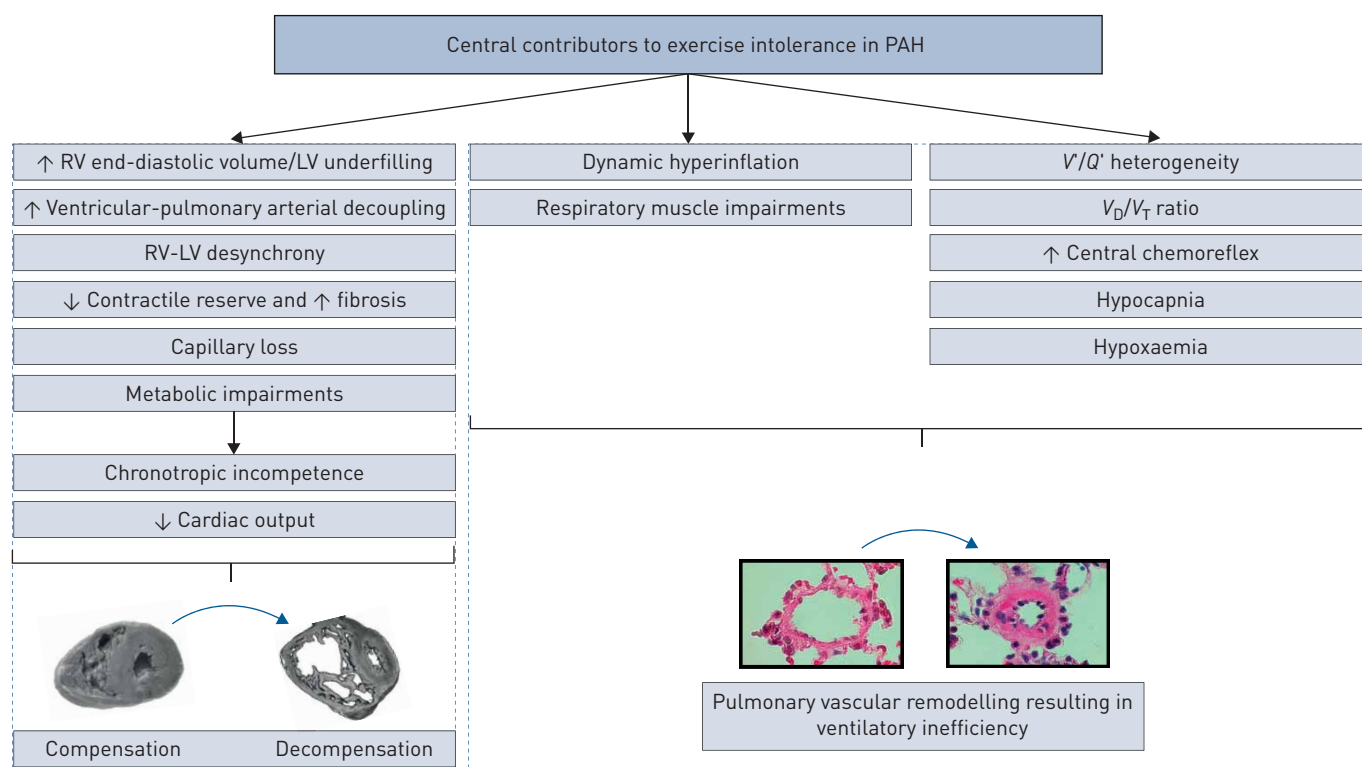 Central contributors to exercise intolerance in PAH
↑ RV end-diastolic volume/LV underfilling
↑ Ventricular-pulmonary arterial decoupling
RV-LV desynchrony
↓ Contractile reserve and ↑ fibrosis
Capillary loss
Metabolic impairments
Chronotropic incompetence
↓ Cardiac output
Compensation
Decompensation
Dynamic hyperinflation
Respiratory muscle impairments
V'/Q' heterogeneity
VD/VT ratio
↑ Central chemoreflex
Hypocapnia
Hypoxaemia
Pulmonary vascular remodelling resulting in
ventilatory inefficiency